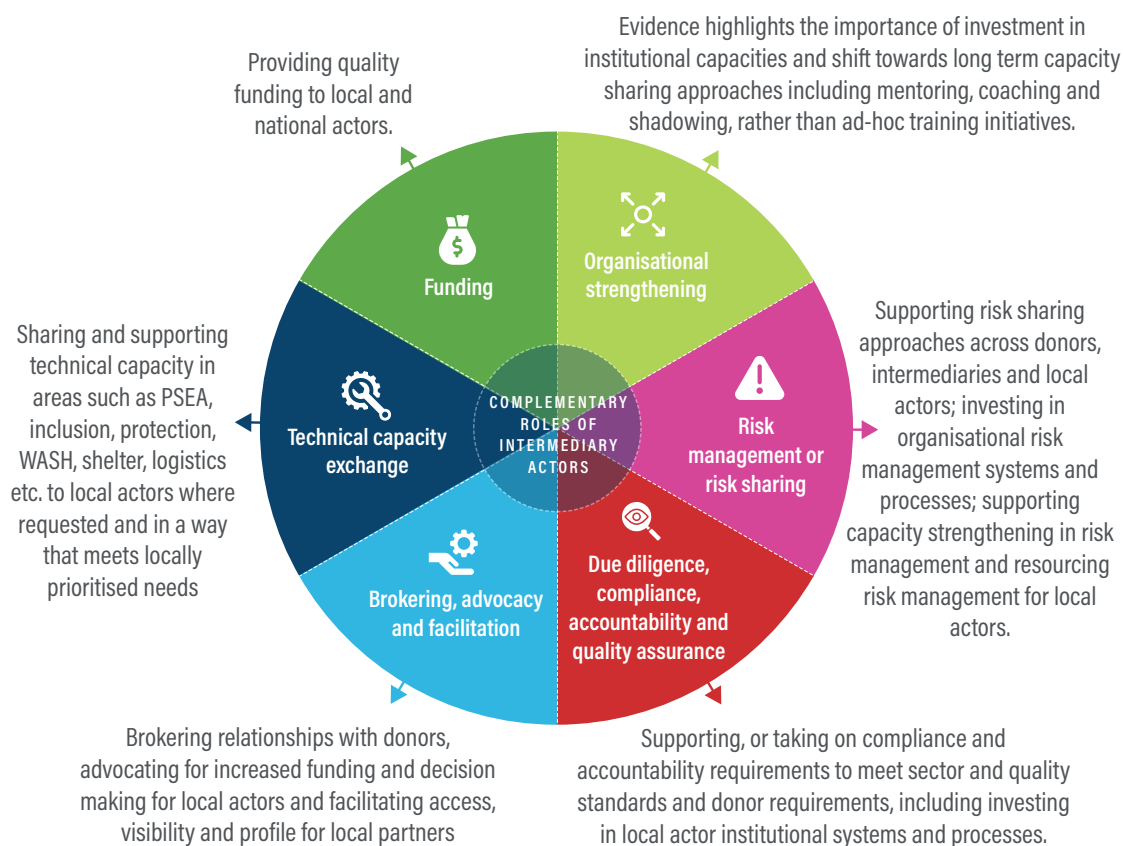 Providing quality
funding to local and
national actors.
Evidence highlights the importance of investment in
institutional capacities and shift towards long term capacity
sharing approaches including mentoring, coaching and
shadowing, rather than ad-hoc training initiatives.
Funding
Organisational
strengthening
Sharing and supporting
technical capacity in
areas such as PSEA,
inclusion, protection,
WASH, shelter, logistics
etc. to local actors where
requested and in a way
that meets locally
prioritised needs
Technical capacity
exchange
COMPLEMENTARY
ROLES OF
INTERMEDIARY
ACTORS
Risk
management or
risk sharing
Supporting risk sharing
approaches across donors,
intermediaries and local
actors; investing in
organisational risk
management systems and
processes; supporting
capacity strengthening in risk
management and resourcing
risk management for local
actors.
Brokering, advocacy
and facilitation
Due diligence,
compliance,
accountability and
quality assurance
Brokering relationships with donors,
advocating for increased funding and decision
making for local actors and facilitating access,
visibility and profile for local partners
Supporting, or taking on compliance and
accountability requirements to meet sector and quality
standards and donor requirements, including investing
in local actor institutional systems and processes.